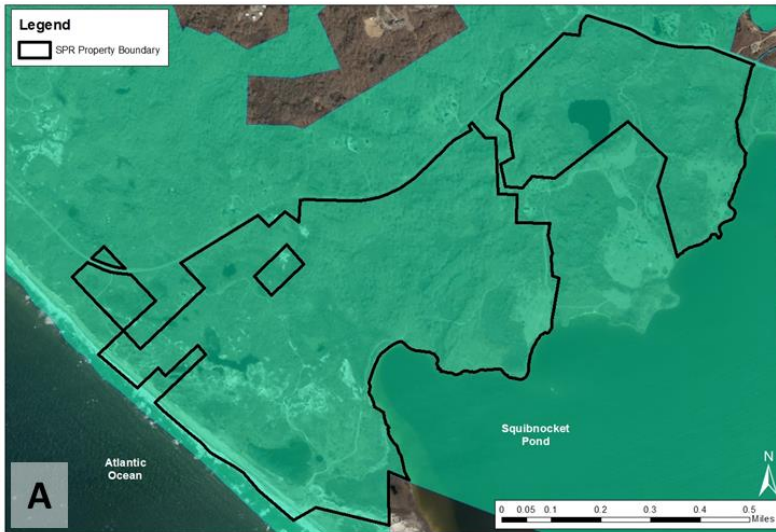 Legend
SPR Property Boundary
Squibnocket
Pond
Atlantic
Ocean
A
N
0 0.05 0.1 0.2 0.3 0.4 0.5
Miles